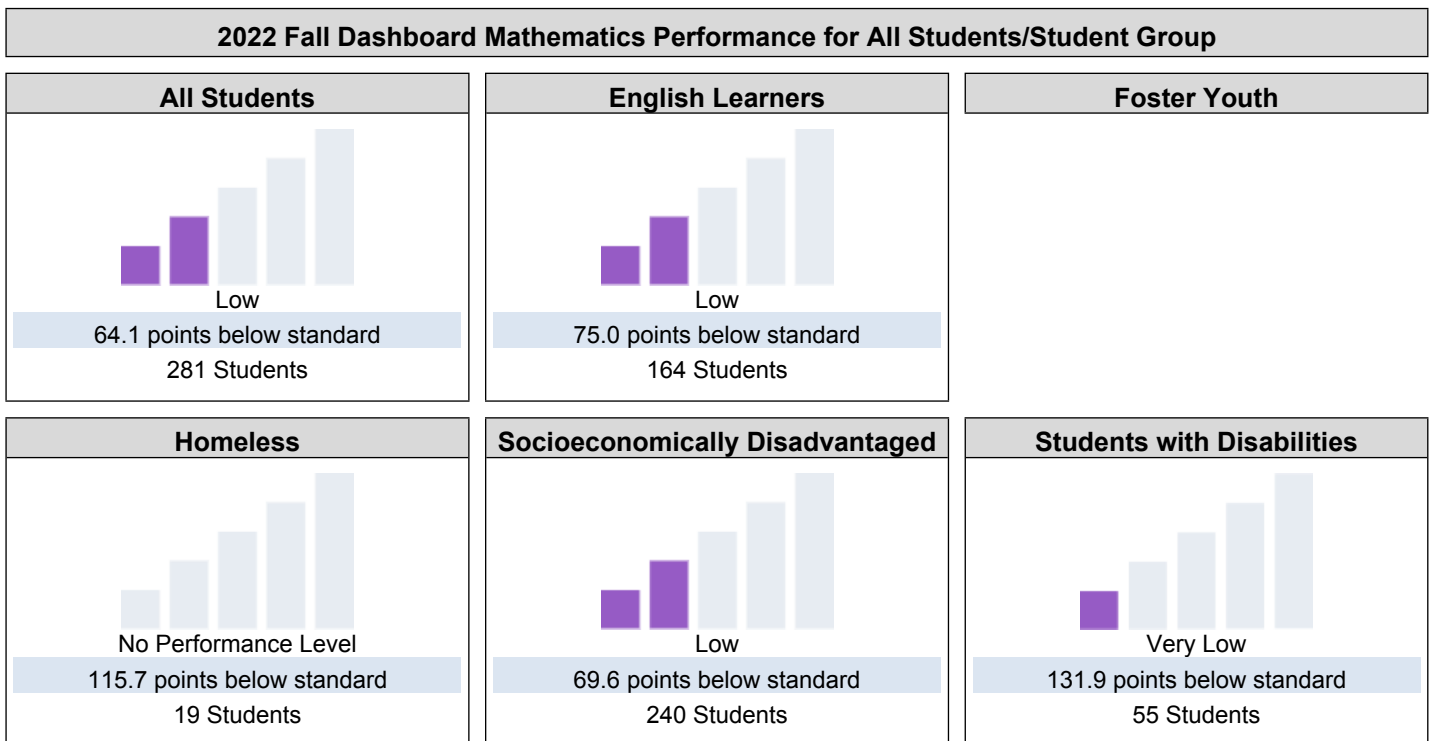 2022 Fall Dashboard Mathematics Performance for All Students/Student Group
All Students
Low
64.1 points below standard
281 Students
English Learners
Low
75.0 points below standard
164 Students
Foster Youth
Homeless
No Performance Level
115.7 points below standard
19 Students
Socioeconomically Disadvantaged
Low
69.6 points below standard
240 Students
Students with Disabilities
Very Low
131.9 points below standard
55 Students